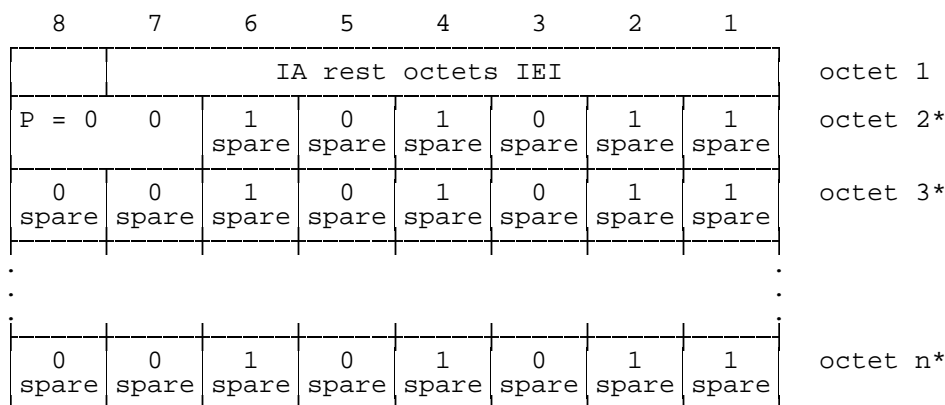 8 7 6 5 4 3 2 1
IA rest octets IEI octet 1
P = 0 0 1 0 1 0 1 1 octet 2*
spare spare spare spare spare spare
0 0 1 0 1 0 1 1 octet 3*
spare spare spare spare spare spare spare spare
.
.
.
.
.
.
0 0 1 0 1 0 1 1 octet n*
spare spare spare spare spare spare spare spare